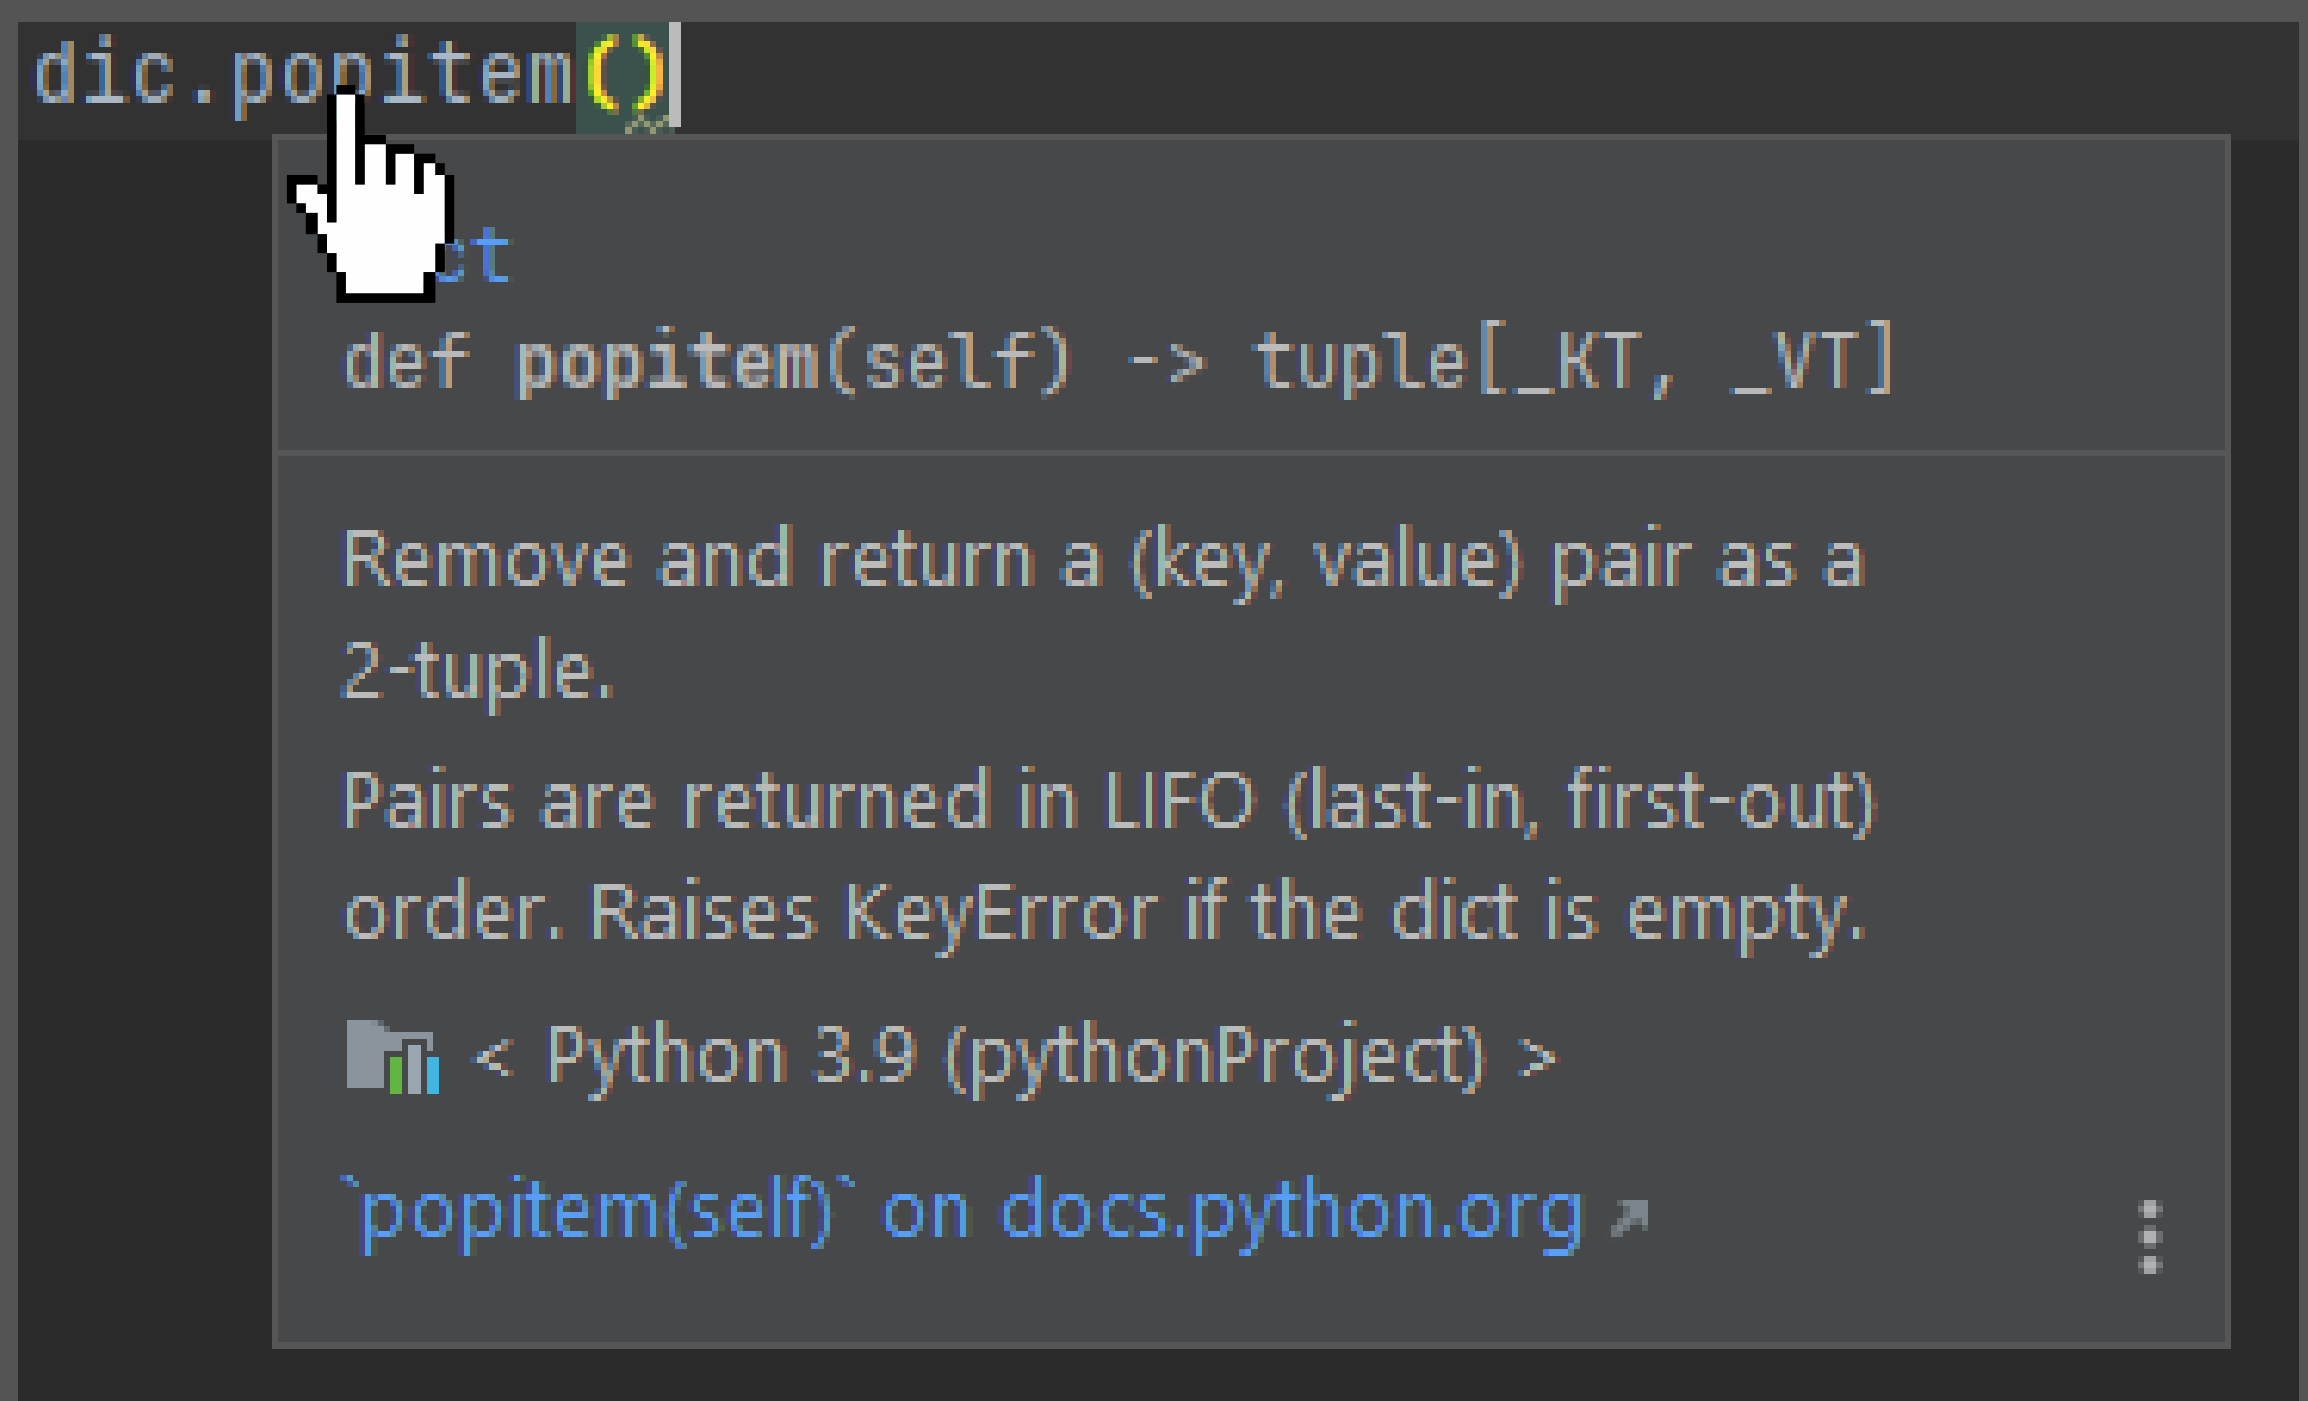 dic.popitem()
def popitem(self) -> tuple[_KT, _VT]
Remove and return a (key, value) pair as a
2-tuple.
Pairs are returned in LIFO (last-in, first-out)
order. Raises KeyError if the dict is empty.
< Python 3.9 (pythonProject) >
`popitem(self)` on docs.python.org